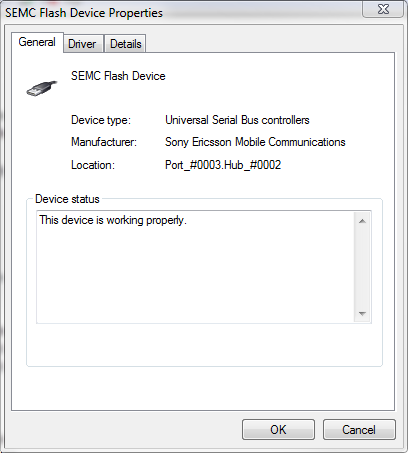 SEMC Flash Device Properties
General Driver Details
SEMC Flash Device
Device type: Universal Serial Bus controllers
Manufacturer: Sony Ericsson Mobile Communications
Location: Port_#0003.Hub_#0002
Device status
This device is working properly.
OK Cancel